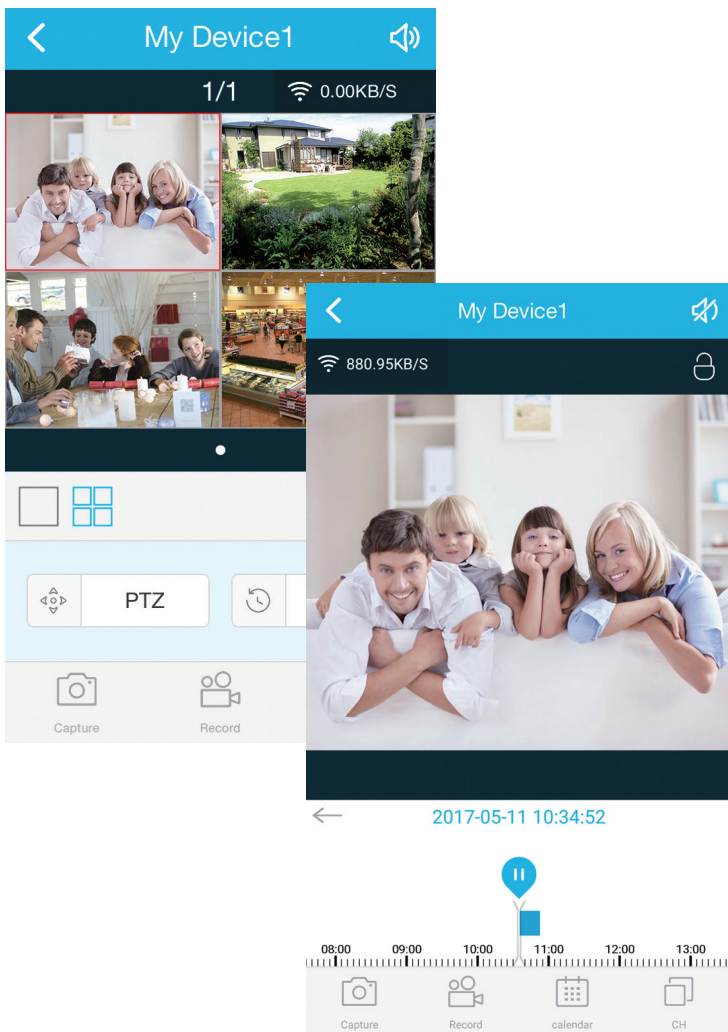 My Device1
1/1
0.00KB/S
PTZ
Capture
Record
My Device1
880.95KB/S
2017-05-11 10:34:52
08:00 09:00 10:00 11:00 12:00 13:00
Capture
Record
calendar
CH